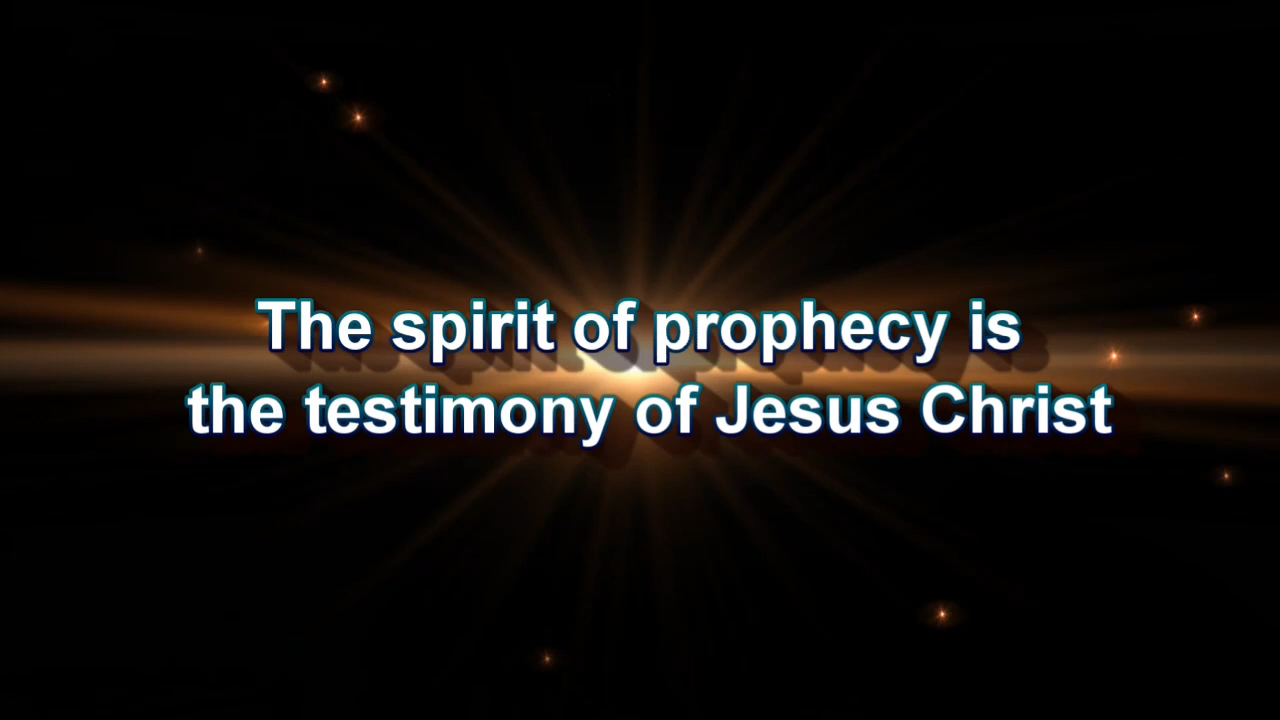 The spirit of prophecy is
the testimony of Jesus Christ